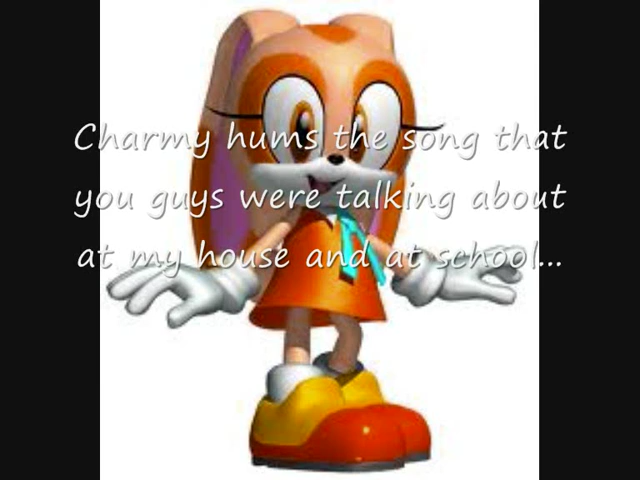 Charmy hums the song that
you guys were talking about
at my house and at school...